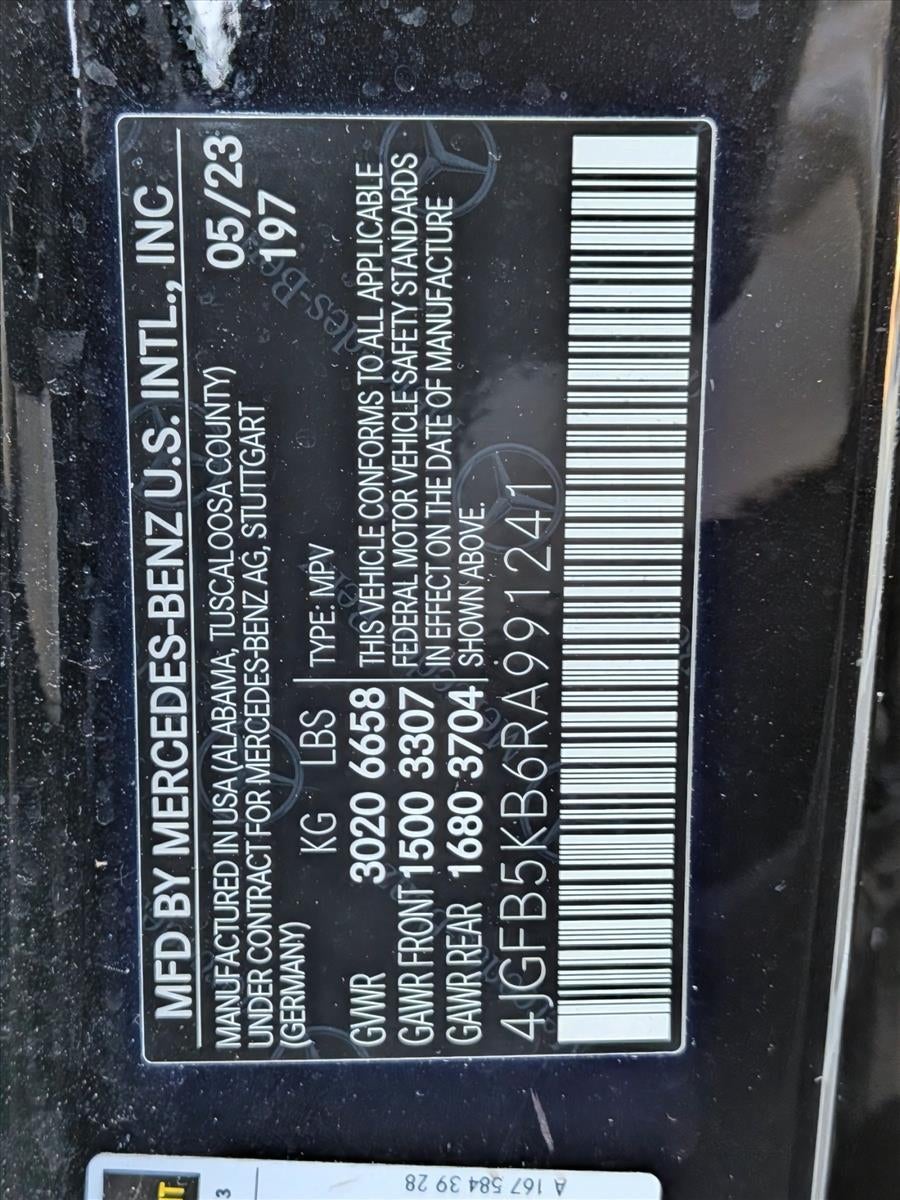 MFD BY MERCEDES-BENZ U.S. INTL., INC
MANUFACTURED IN USA (ALABAMA, TUSCALOOSA COUNTY)
UNDER CONTRACT FOR MERCEDES-BENZ AG, STUTTGART
(GERMANY)
05/23
197
KG LBS TYPE: MPV
GVWR 3020 6658
GAWR FRONT 1500 3307
GAWR REAR 1680 3704
THIS VEHICLE CONFORMS TO ALL APPLICABLE
FEDERAL MOTOR VEHICLE SAFETY STANDARDS
IN EFFECT ON THE DATE OF MANUFACTURE
SHOWN ABOVE.
4JGFB5KB6RA991241
A 167 584 39 28
3